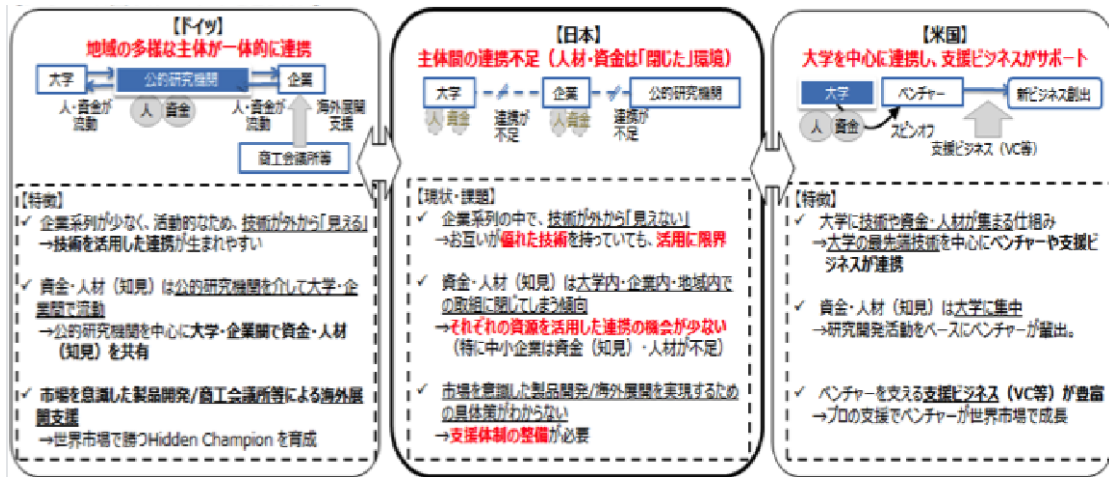 【ドイツ】
地域の多様な主体が一体的に連携
大学
公的研究機関
企業
人・資金が
流動
人
資金
人・資金が
流動
海外展開
支援
商工会議所等
【特徴】
✓ 企業系列が少なく、活動的なため、技術が外から「見える」
→技術を活用した連携が生まれやすい
✓ 資金・人材（知見）は公的研究機関を介して大学・企
業間で流動
→公的研究機関を中心に大学・企業間で資金・人材
（知見）を共有
✓ 市場を意識した製品開発/商工会議所等による海外展
開支援
→世界市場で勝つHidden Champion を育成
【日本】
主体間の連携不足（人材・資金は「閉じた」環境）
大学
企業
公的研究機関
人
資金
連携が
不足
人
資金
連携が
不足
【現状・課題】
✓ 企業系列の中で、技術が外から「見えない」
→お互いが優れた技術を持っていても、活用に限界
✓ 資金・人材（知見）は大学内・企業内・地域内で
の取組に閉じてしまう傾向
→それぞれの資源を活用した連携の機会が少ない
（特に中小企業は資金（知見）・人材が不足）
✓ 市場を意識した製品開発/海外展開を実現するため
の具体策がわからない
→支援体制の整備が必要
【米国】
大学を中心に連携し、支援ビジネスがサポート
大学
ベンチャー
新ビジネス創出
人
資金
スピンオフ
支援ビジネス（VC等）
【特徴】
✓ 大学に技術や資金・人材が集まる仕組み
→大学の最先端技術を中心にベンチャーや支援ビ
ジネスが連携
✓ 資金・人材（知見）は大学に集中
→研究開発活動をベースにベンチャーが輩出。
✓ ベンチャーを支える支援ビジネス（VC等）が豊富
→プロの支援でベンチャーが世界市場で成長